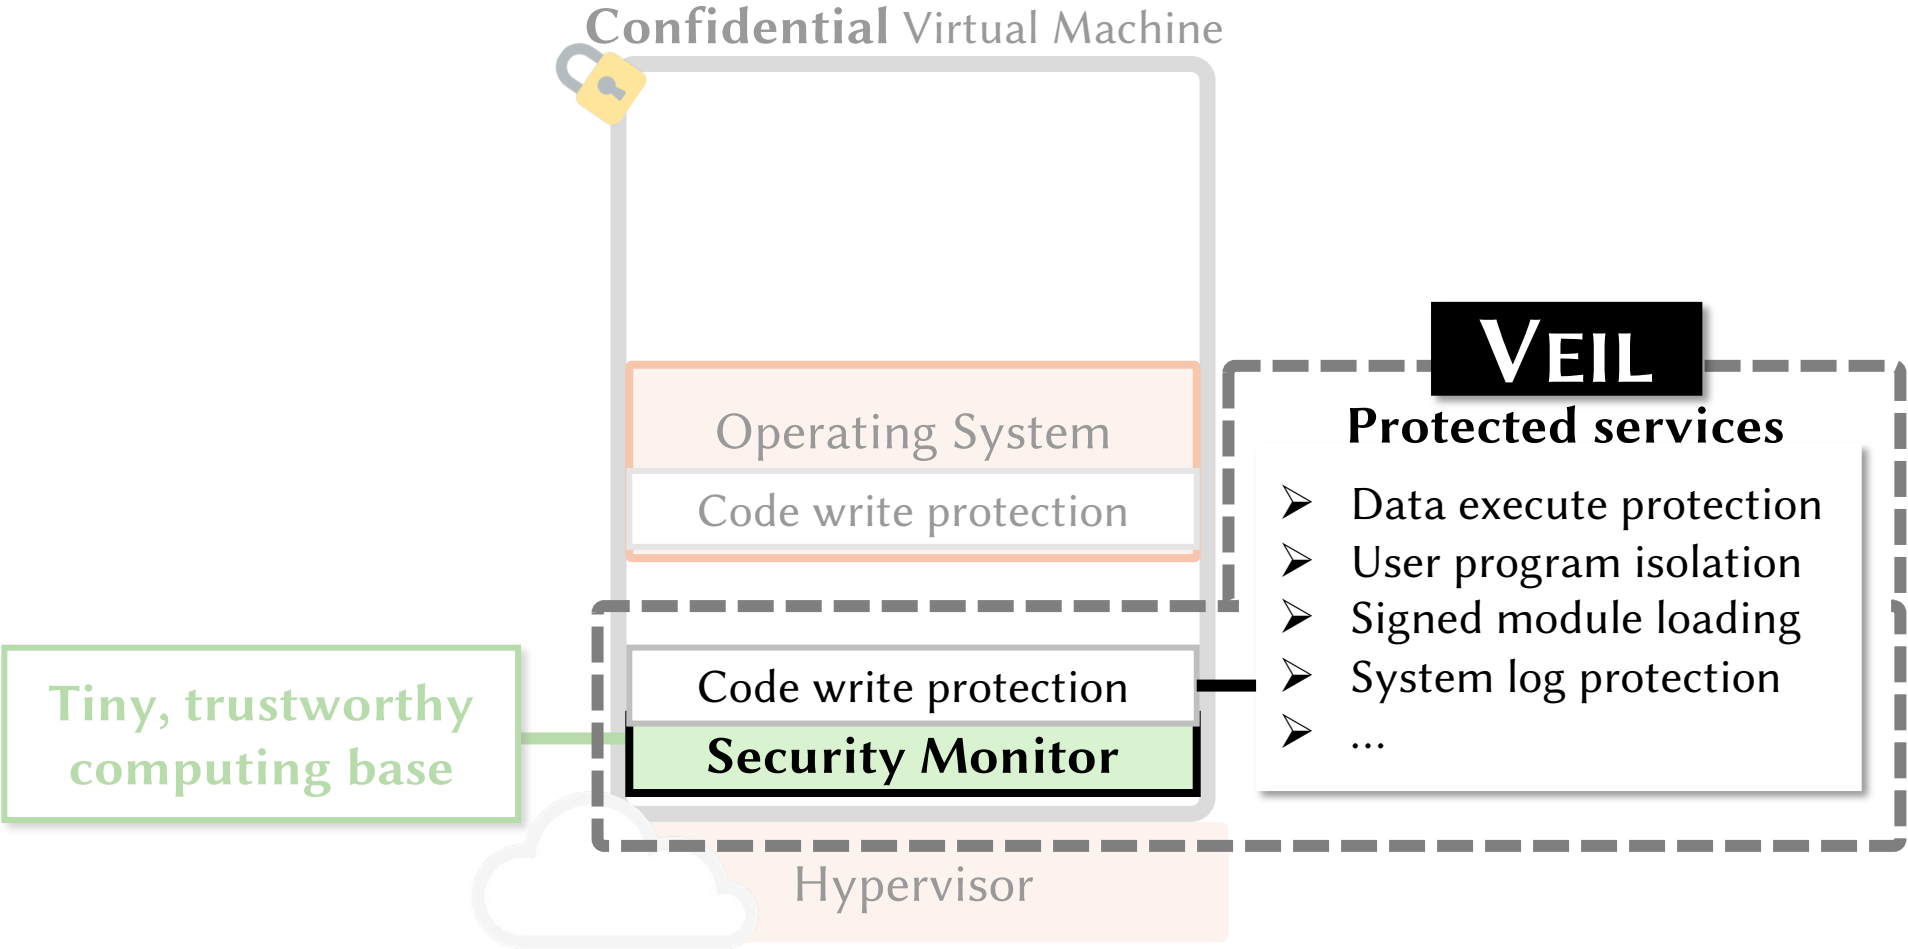 Confidential Virtual Machine
VEIL
Protected services
Operating System
Code write protection
➢ Data execute protection
➢ User program isolation
➢ Signed module loading
➢ System log protection
➢ ...
Code write protection
Security Monitor
Tiny, trustworthy
computing base
Hypervisor